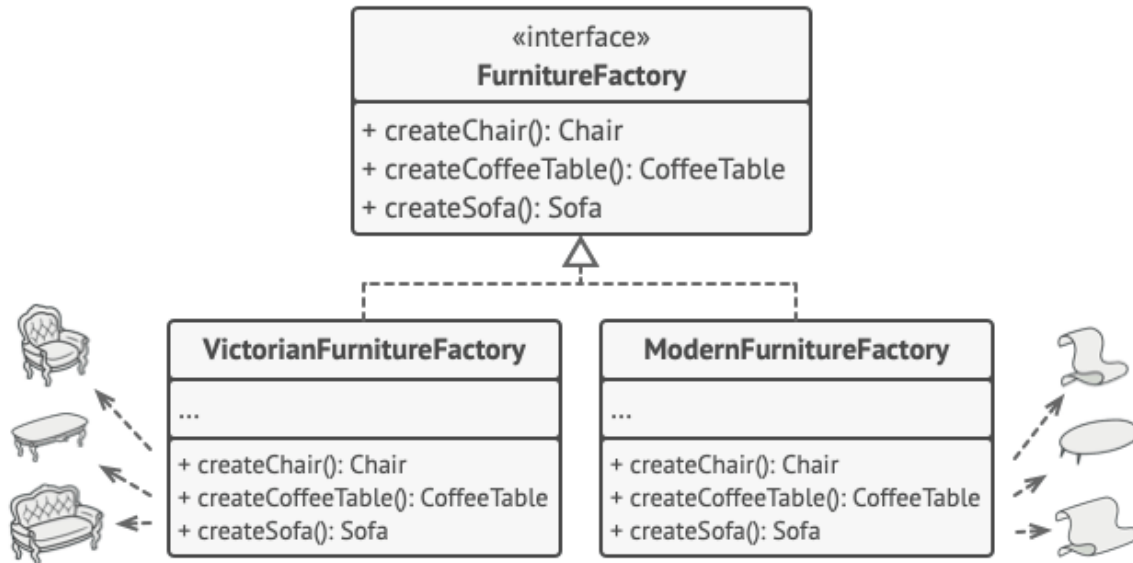 «interface»
FurnitureFactory
+ createChair(): Chair
+ createCoffeeTable(): CoffeeTable
+ createSofa(): Sofa
VictorianFurnitureFactory
...
+ createChair(): Chair
+ createCoffeeTable(): CoffeeTable
+ createSofa(): Sofa
ModernFurnitureFactory
...
+ createChair(): Chair
+ createCoffeeTable(): CoffeeTable
+ createSofa(): Sofa